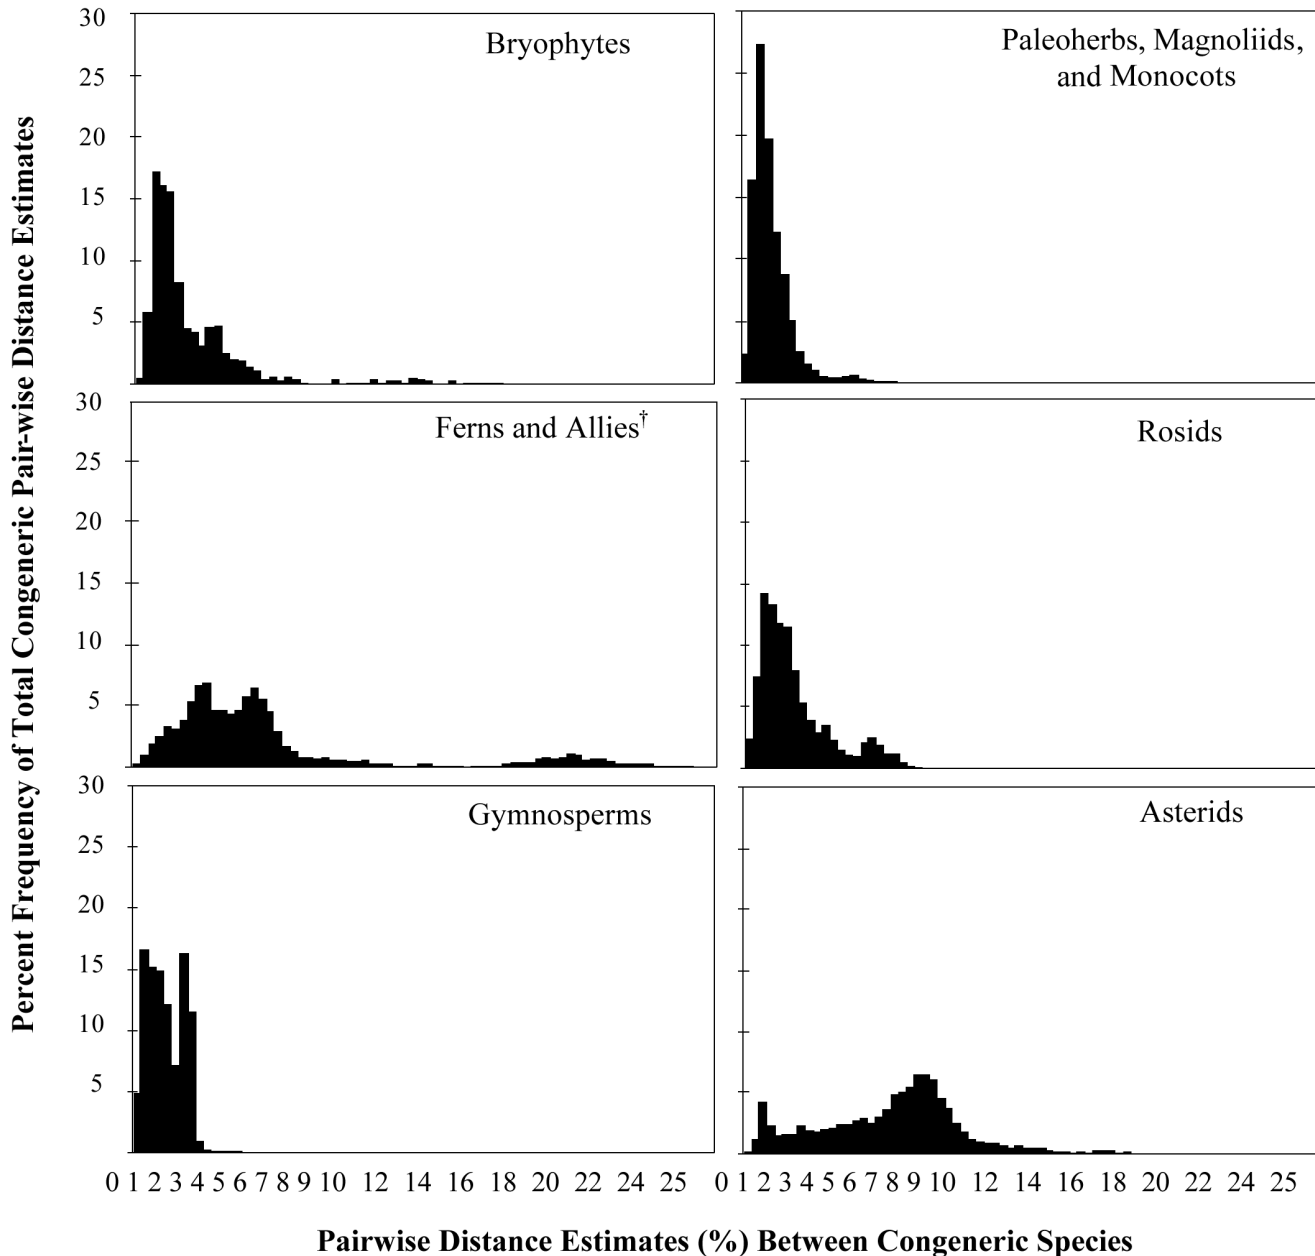 Percent Frequency of Total Congeneric Pair-wise Distance Estimates
30
25
20
15
10
5
Bryophytes
Paleoherbs, Magnoliids,
and Monocots
30
25
20
15
10
5
Ferns and Allies†
Rosids
30
25
20
15
10
5
Gymnosperms
Asterids
0 1 2 3 4 5 6 7 8 9 10 12 14 16 18 20 22 24 25
0 1 2 3 4 5 6 7 8 9 10 12 14 16 18 20 22 24 25
Pairwise Distance Estimates (%) Between Congeneric Species